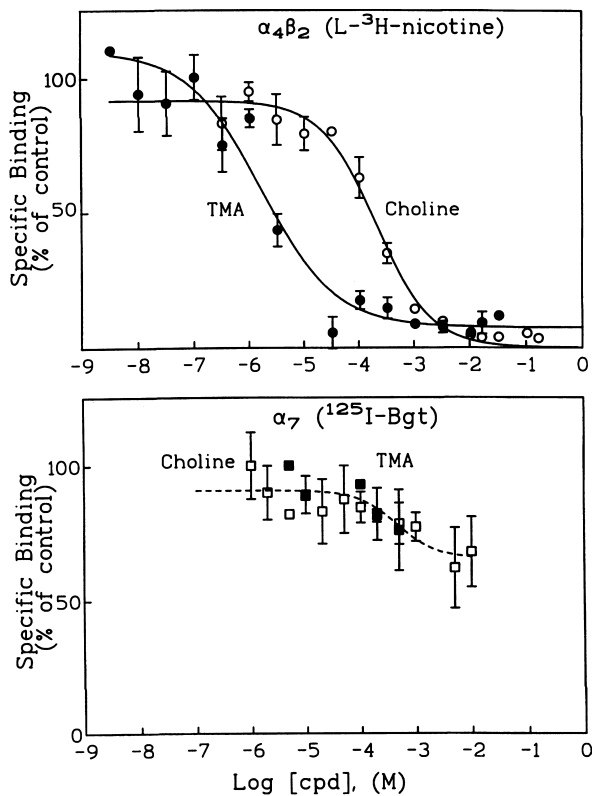 α₄β₂ (L-³H-nicotine)
Specific Binding
(% of control)
100
50
TMA
Choline
-9 -8 -7 -6 -5 -4 -3 -2 -1 0
α₇ (¹²⁵I-Bgt)
Specific Binding
(% of control)
Choline
TMA
100
50
0
-9 -8 -7 -6 -5 -4 -3 -2 -1 0
Log [cpd], (M)